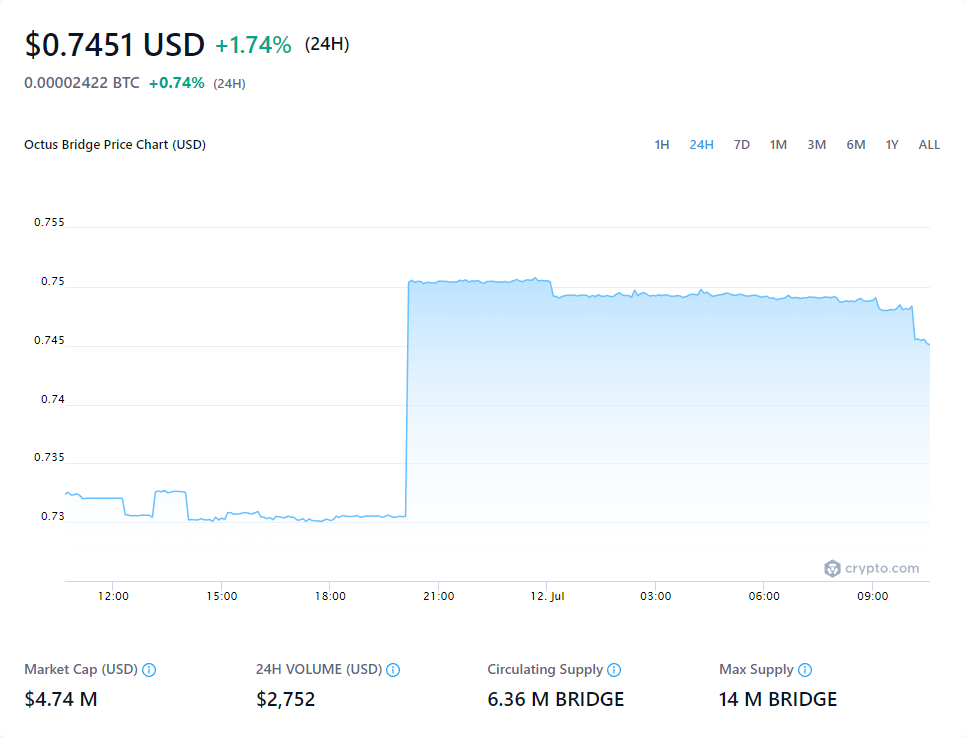 $0.7451 USD +1.74% (24H)
0.00002422 BTC +0.74% (24H)
Octus Bridge Price Chart (USD) 1H 24H 7D 1M 3M 6M 1Y ALL
0.755
0.75
0.745
0.74
0.735
0.73
crypto.com
12:00 15:00 18:00 21:00 12. Jul 03:00 06:00 09:00
Market Cap (USD) 24H VOLUME (USD) Circulating Supply Max Supply
$4.74 M $2,752 6.36 M BRIDGE 14 M BRIDGE